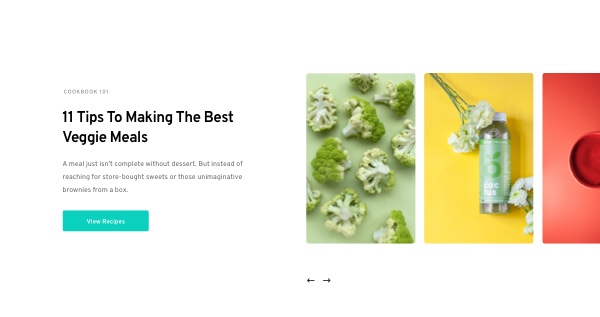 COOKBOOK 101
11 Tips To Making The Best
Veggie Meals
A meal just isn't complete without dessert. But instead of
reaching for store-bought sweets or those unimaginative
brownies from a box.
View Recipes
COC
TUS